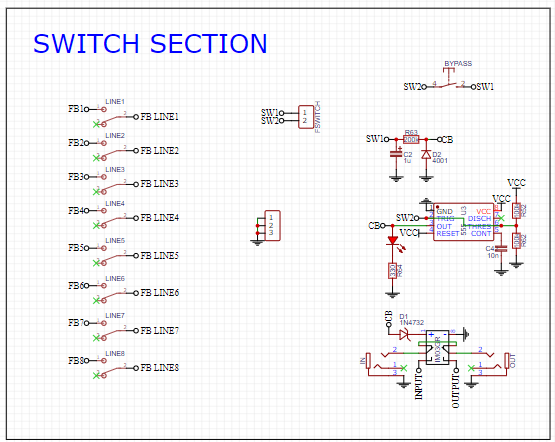 SWITCH SECTION
BYPASS
SW2 4 2 SW1
LINE1
FB1 FB LINE1
LINE2
FB2 FB LINE2
LINE3
FB3 FB LINE3
LINE4
FB4 FB LINE4
LINE5
FB5 FB LINE5
LINE6
FB6 FB LINE6
LINE7
FB7 FB LINE7
LINE8
FB8 FB LINE8
SW1 1
SW2 2
FSWITCH
1
2
3
R63
SW1 CB
C2
1u
D2
4001
VCC
VCC
GND VCC
SW2 TRIG DISCH
CB OUT THRES
VCC RESET CONT
U3
R62
C4
10n
R64
CB
D1
1N4732
IN
2
1
3
INPUT
OUTPUT
2
1
3
OUT